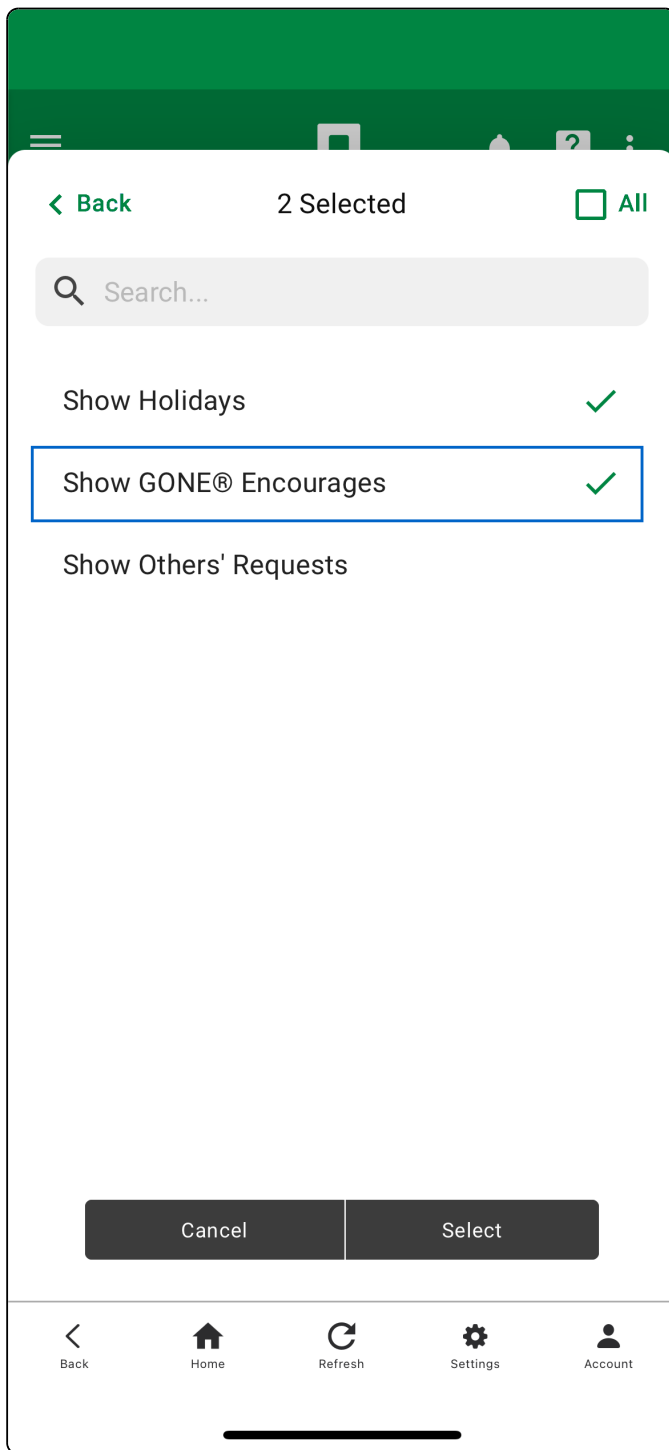 ?
Back 2 Selected All
Search...
Show Holidays
Show GONE® Encourages
Show Others' Requests
Cancel Select
Back Home Refresh Settings Account